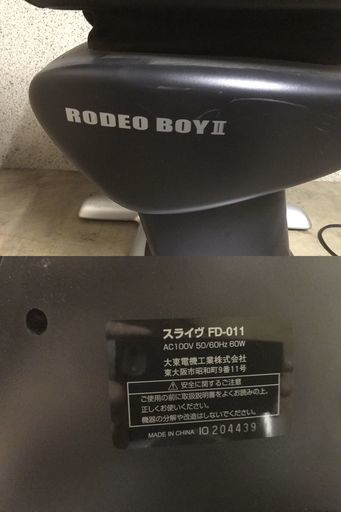 RODEO BOY II
スライヴ FD-011
AC100V 50/60Hz 60W
大東電機工業株式会社
東大阪市昭和町9番11号
⚠安全に関するご注意
ご使用の前に取扱説明書をよくお読みの上、
正しくお使いください。
機器の分解や改造はしないでください。
MADE IN CHINA IO 204439